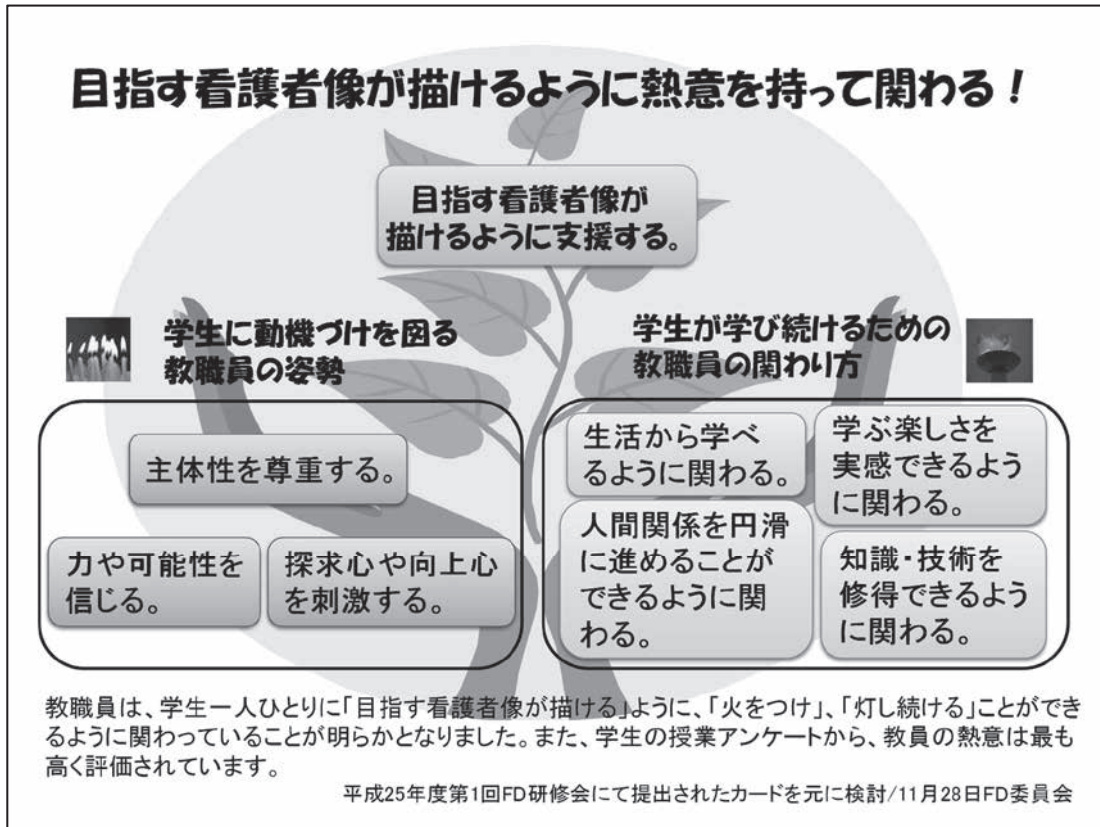 目指す看護者像が描けるように熱意を持って関わる！
目指す看護者像が
描けるように支援する。
学生に動機づけを図る
教職員の姿勢
主体性を尊重する。
力や可能性を
信じる。
探求心や向上心
を刺激する。
学生が学び続けるための
教職員の関わり方
生活から学べ
るように関わる。
学ぶ楽しさを
実感できるよう
に関わる。
人間関係を円滑
に進めることが
できるように関
わる。
知識・技術を
修得できるよう
に関わる。
教職員は、学生一人ひとりに「目指す看護者像が描ける」ように、「火をつけ」、「灯し続ける」ことができ
るように関わっていることが明らかとなりました。また、学生の授業アンケートから、教員の熱意は最も
高く評価されています。
平成25年度第1回FD研修会にて提出されたカードを元に検討/11月28日FD委員会